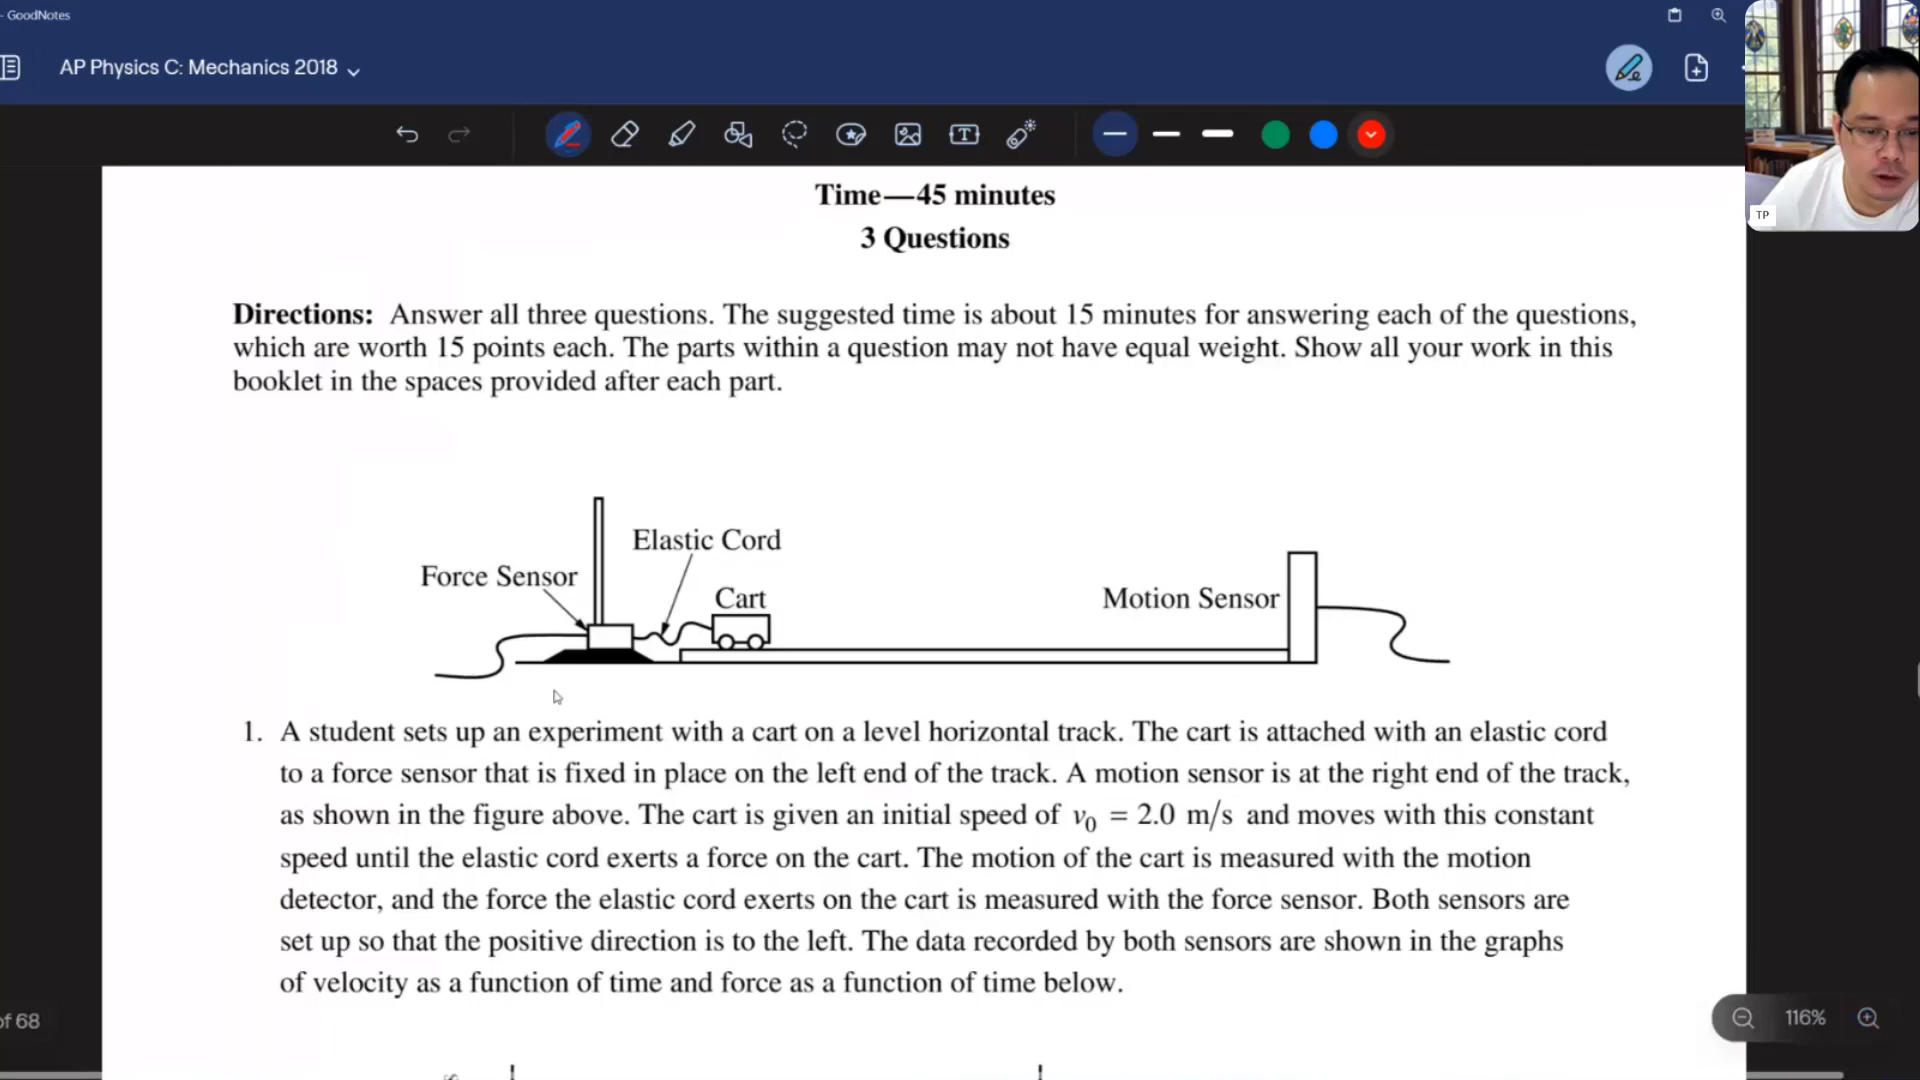 - GoodNotes
AP Physics C: Mechanics 2018
TP
Time—45 minutes
3 Questions
Directions: Answer all three questions. The suggested time is about 15 minutes for answering each of the questions,
which are worth 15 points each. The parts within a question may not have equal weight. Show all your work in this
booklet in the spaces provided after each part.
Elastic Cord
Force Sensor
Cart
Motion Sensor
1. A student sets up an experiment with a cart on a level horizontal track. The cart is attached with an elastic cord
to a force sensor that is fixed in place on the left end of the track. A motion sensor is at the right end of the track,
as shown in the figure above. The cart is given an initial speed of v₀ = 2.0 m/s and moves with this constant
speed until the elastic cord exerts a force on the cart. The motion of the cart is measured with the motion
detector, and the force the elastic cord exerts on the cart is measured with the force sensor. Both sensors are
set up so that the positive direction is to the left. The data recorded by both sensors are shown in the graphs
of velocity as a function of time and force as a function of time below.
of 68
116%